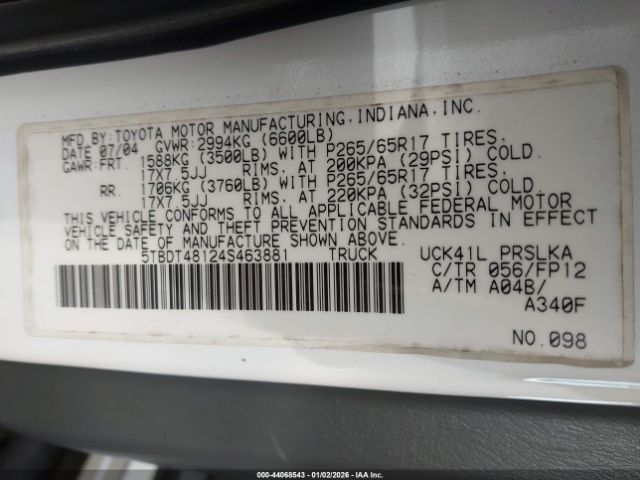 MFD.BY:TOYOTA MOTOR MANUFACTURING,INDIANA,INC.
DATE 07/04 GVWR:2994KG (6600LB)
GAWR:FRT. 1588KG (3500LB) WITH P265/65R17 TIRES.
17X7.5JJ RIMS. AT 200KPA (29PSI) COLD.
RR. 1706KG (3760LB) WITH P265/65R17 TIRES.
17X7.5JJ RIMS. AT 220KPA (32PSI) COLD.
THIS VEHICLE CONFORMS TO ALL APPLICABLE FEDERAL MOTOR
VEHICLE SAFETY AND THEFT PREVENTION STANDARDS IN EFFECT
ON THE DATE OF MANUFACTURE SHOWN ABOVE.
5TBDT48124S463881 TRUCK
UCK41L PRSLKA
C/TR 056/FP12
A/TM A04B/
A340F
NO.098
000-44068543 | 01/02/2026 | IAAI.COM